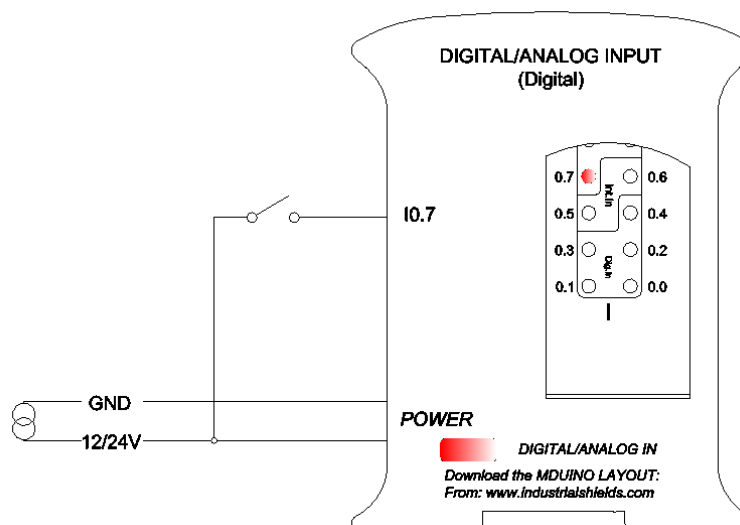 DIGITAL/ANALOG INPUT
(Digital)
0.7 0.6
Int.In
0.5 0.4
0.3 0.2
Dig.In
0.1 0.0
I
I0.7
GND
12/24V
POWER
DIGITAL/ANALOG IN
Download the MDUINO LAYOUT:
From: www.industrialshields.com